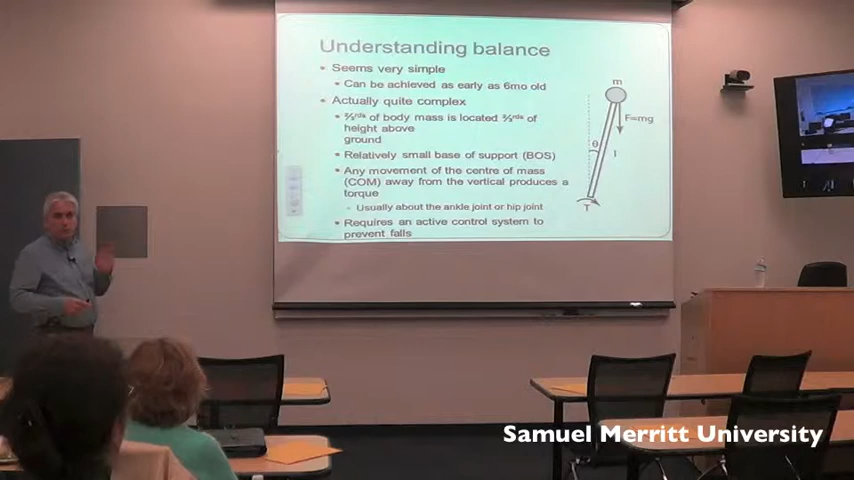 Understanding balance
• Seems very simple
• Can be achieved as early as 6mo old
• Actually quite complex
• ⅔rds of body mass is located ⅔rds of
height above
ground
• Relatively small base of support (BOS)
• Any movement of the centre of mass
(COM) away from the vertical produces a
torque
– Usually about the ankle joint or hip joint
• Requires an active control system to
prevent falls
m
F=mg
θ
l
T
Samuel Merritt University